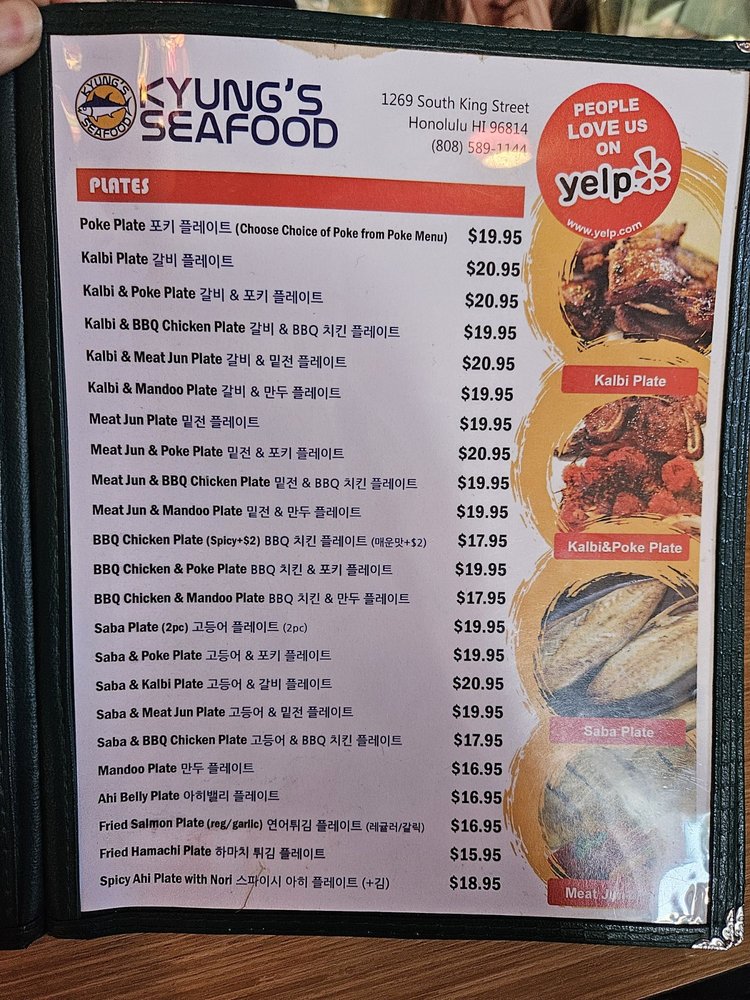 KYUNG'S
SEAFOOD
KYUNG'S
SEAFOOD
1269 South King Street
Honolulu HI 96814
(808) 589-1144
PEOPLE
LOVE US
ON
yelp
www.yelp.com
PLATES
Poke Plate 포키 플레이트 (Choose Choice of Poke from Poke Menu) $19.95
Kalbi Plate 갈비 플레이트 $20.95
Kalbi & Poke Plate 갈비 & 포키 플레이트 $20.95
Kalbi & BBQ Chicken Plate 갈비 & BBQ 치킨 플레이트 $19.95
Kalbi & Meat Jun Plate 갈비 & 밑전 플레이트 $20.95
Kalbi & Mandoo Plate 갈비 & 만두 플레이트 $19.95
Meat Jun Plate 밑전 플레이트 $19.95
Meat Jun & Poke Plate 밑전 & 포키 플레이트 $20.95
Meat Jun & BBQ Chicken Plate 밑전 & BBQ 치킨 플레이트 $19.95
Meat Jun & Mandoo Plate 밑전 & 만두 플레이트 $19.95
BBQ Chicken Plate (Spicy+$2) BBQ 치킨 플레이트 (매운맛+$2) $17.95
BBQ Chicken & Poke Plate BBQ 치킨 & 포키 플레이트 $19.95
BBQ Chicken & Mandoo Plate BBQ 치킨 & 만두 플레이트 $17.95
Saba Plate (2pc) 고등어 플레이트 (2pc) $19.95
Saba & Poke Plate 고등어 & 포키 플레이트 $19.95
Saba & Kalbi Plate 고등어 & 갈비 플레이트 $20.95
Saba & Meat Jun Plate 고등어 & 밑전 플레이트 $19.95
Saba & BBQ Chicken Plate 고등어 & BBQ 치킨 플레이트 $17.95
Mandoo Plate 만두 플레이트 $16.95
Ahi Belly Plate 아히밸리 플레이트 $16.95
Fried Salmon Plate (reg/garlic) 연어튀김 플레이트 (레귤러/갈릭) $16.95
Fried Hamachi Plate 하마치 튀김 플레이트 $15.95
Spicy Ahi Plate with Nori 스파이시 아히 플레이트 (+김) $18.95
Kalbi Plate
Kalbi&Poke Plate
Saba Plate
Meat